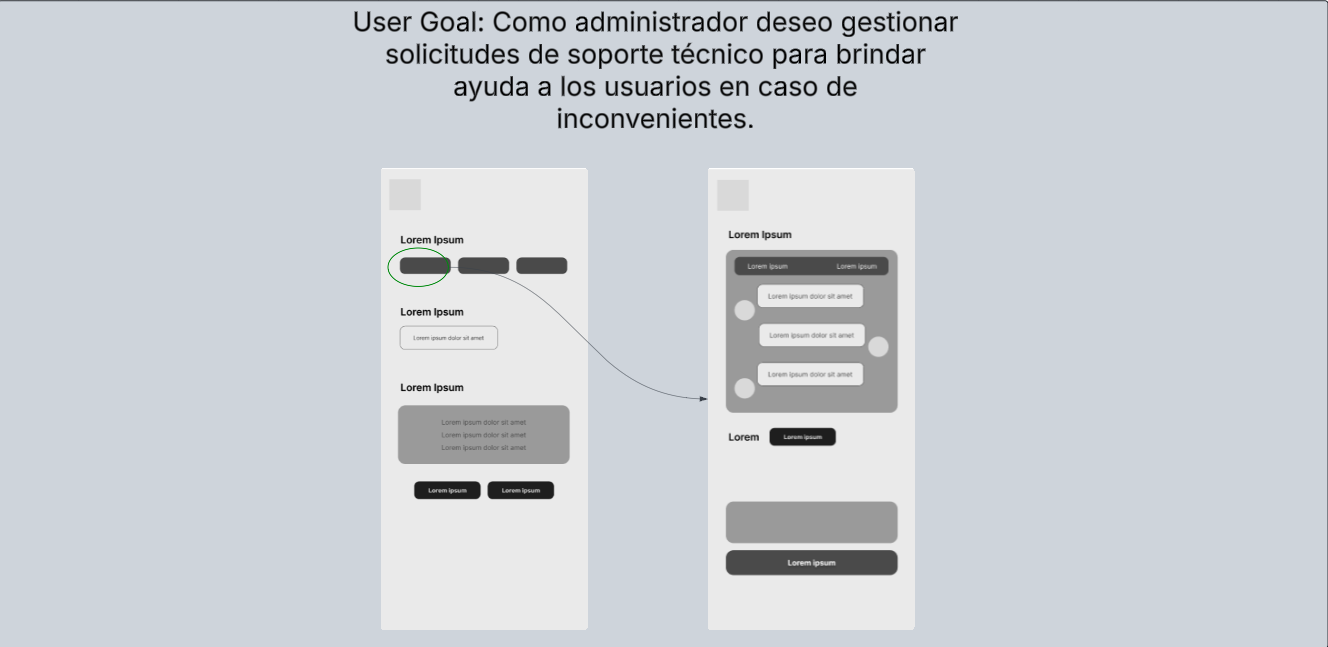 User Goal: Como administrador deseo gestionar
solicitudes de soporte técnico para brindar
ayuda a los usuarios en caso de
inconvenientes.
Lorem Ipsum
Lorem Ipsum
Lorem ipsum dolor sit amet
Lorem Ipsum
Lorem ipsum dolor sit amet
Lorem ipsum dolor sit amet
Lorem ipsum dolor sit amet
Lorem Ipsum
Lorem Ipsum
Lorem Ipsum
Lorem Ipsum
Lorem Ipsum
Lorem ipsum dolor sit amet
Lorem ipsum dolor sit amet
Lorem ipsum dolor sit amet
Lorem
Lorem Ipsum
Lorem ipsum